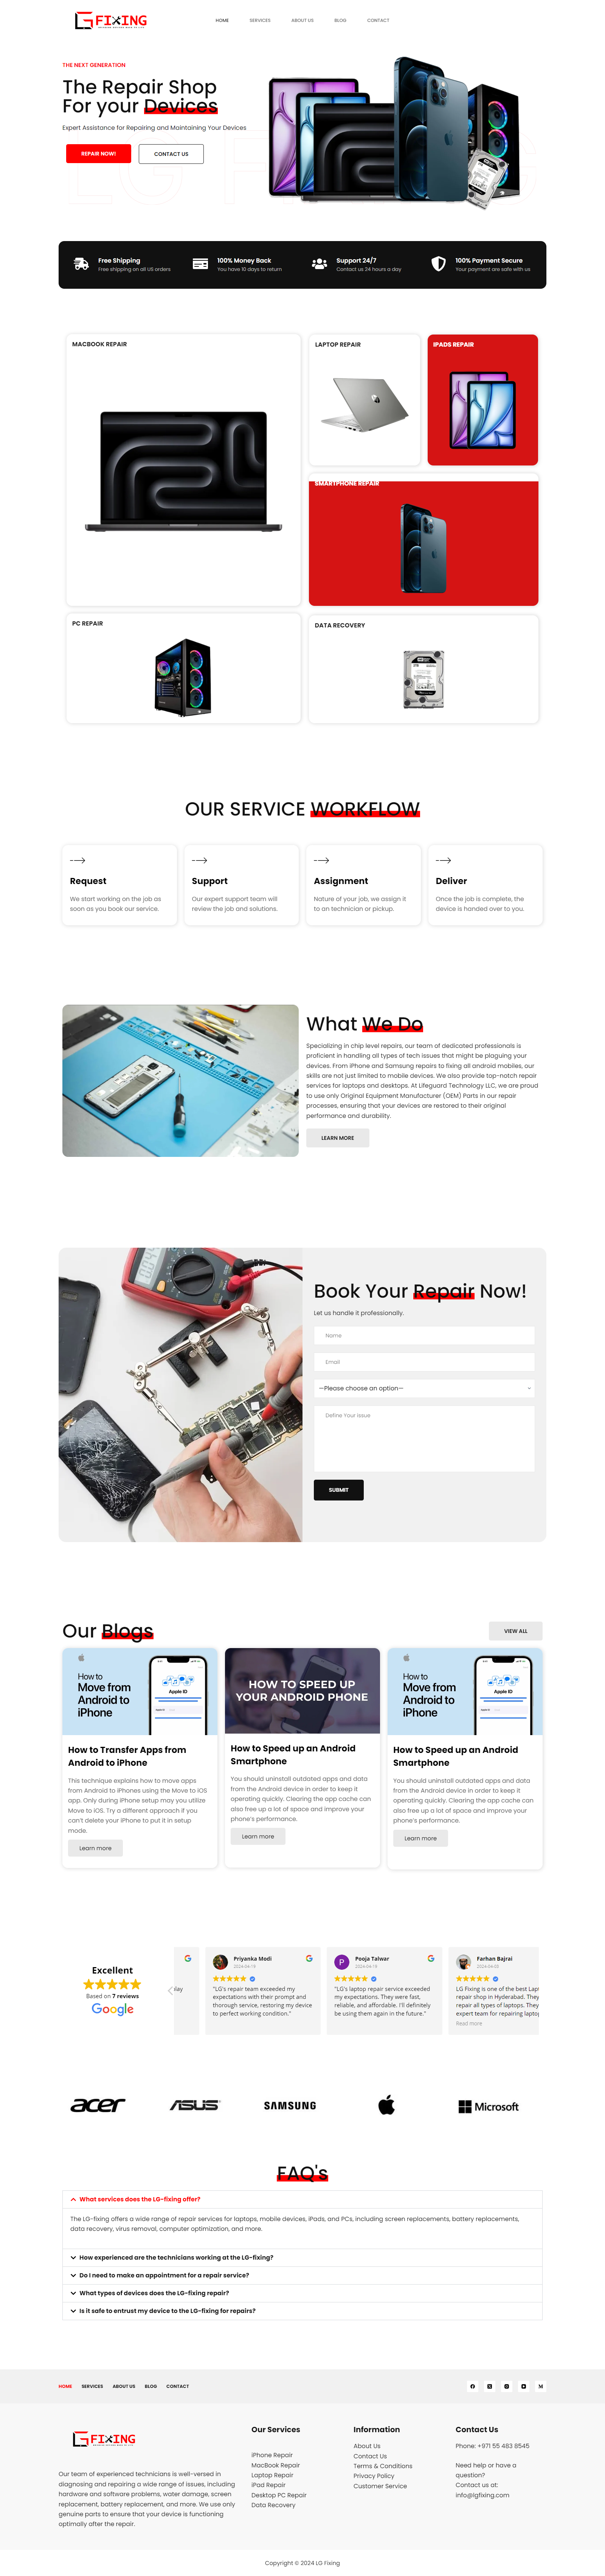 LG FIXING
HOME SERVICES ABOUT US BLOG CONTACT
THE NEXT GENERATION
The Repair Shop
For your Devices
Expert Assistance for Repairing and Maintaining Your Devices
REPAIR NOW!
CONTACT US
Free Shipping
Free shipping on all US orders
100% Money Back
You have 10 days to return
Support 24/7
Contact us 24 hours a day
100% Payment Secure
Your payment are safe with us
MACBOOK REPAIR
LAPTOP REPAIR
IPADS REPAIR
SMARTPHONE REPAIR
PC REPAIR
DATA RECOVERY
OUR SERVICE WORKFLOW
Request
We start working on the job as
soon as you book our service.
Support
Our expert support team will
review the job and solutions.
Assignment
Nature of your job, we assign it
to an technician or pickup.
Deliver
Once the job is complete, the
device is handed over to you.
What We Do
Specializing in chip level repairs, our team of dedicated professionals is
proficient in handling all types of tech issues that might be plaguing your
devices. From iPhone and Samsung repairs to fixing all android mobiles, our
skills are not just limited to mobile devices. We also provide top-notch repair
services for laptops and desktops. At Lifeguard Technology LLC, we are proud
to use only Original Equipment Manufacturer (OEM) Parts in our repair
processes, ensuring that your devices are restored to their original
performance and durability.
LEARN MORE
Book Your Repair Now!
Let us handle it professionally.
Name
Email
—Please choose an option—
Define Your Issue
SUBMIT
Our Blogs
VIEW ALL
How to
Move from
Android to
iPhone
Apple ID
How to Transfer Apps from
Android to iPhone
This technique explains how to move apps
from Android to iPhones using the Move to iOS
app. Only during iPhone setup may you utilize
Move to iOS. Try a different approach if you
can't delete your iPhone to put it in setup
mode.
Learn more
HOW TO SPEED UP
YOUR ANDROID PHONE
How to Speed up an Android
Smartphone
You should uninstall outdated apps and data
from the Android device in order to keep it
operating quickly. Clearing the app cache can
also free up a lot of space and improve your
phone's performance.
Learn more
How to
Move from
Android to
iPhone
Apple ID
How to Speed up an Android
Smartphone
You should uninstall outdated apps and data
from the Android device in order to keep it
operating quickly. Clearing the app cache can
also free up a lot of space and improve your
phone's performance.
Learn more
Excellent
Based on 7 reviews
Google
Priyanka Modi
2024-04-19
"LG's repair team exceeded my
expectations with their prompt and
thorough service, restoring my device
to perfect working condition."
Pooja Talwar
2024-04-19
"LG's laptop repair service exceeded
my expectations. They were fast,
reliable, and affordable. I'll definitely
be using them again in the future."
Farhan Bajrai
LG Fixing is one of the best
repair shop in Hyderabad. They
repair all types of laptops. They
expert team for repairing
Read more
acer
ASUS
SAMSUNG
Microsoft
FAQ's
What services does the LG-fixing offer?
The LG-fixing offers a wide range of repair services for laptops, mobile devices, iPads, and PCs, including screen replacements, battery replacements,
data recovery, virus removal, computer optimization, and more.
How experienced are the technicians working at the LG-fixing?
Do I need to make an appointment for a repair service?
What types of devices does the LG-fixing repair?
Is it safe to entrust my device to the LG-fixing for repairs?
HOME SERVICES ABOUT US BLOG CONTACT
LG FIXING
Our team of experienced technicians is well-versed in
diagnosing and repairing a wide range of issues, including
hardware and software problems, water damage, screen
replacement, battery replacement, and more. We use only
genuine parts to ensure that your device is functioning
optimally after the repair.
Our Services
iPhone Repair
MacBook Repair
Laptop Repair
iPad Repair
Desktop PC Repair
Data Recovery
Information
About Us
Contact Us
Terms & Conditions
Privacy Policy
Customer Service
Contact Us
Phone: +971 55 483 8545
Need help or have a
question?
Contact us at:
info@lgfixing.com
Copyright © 2024 LG Fixing